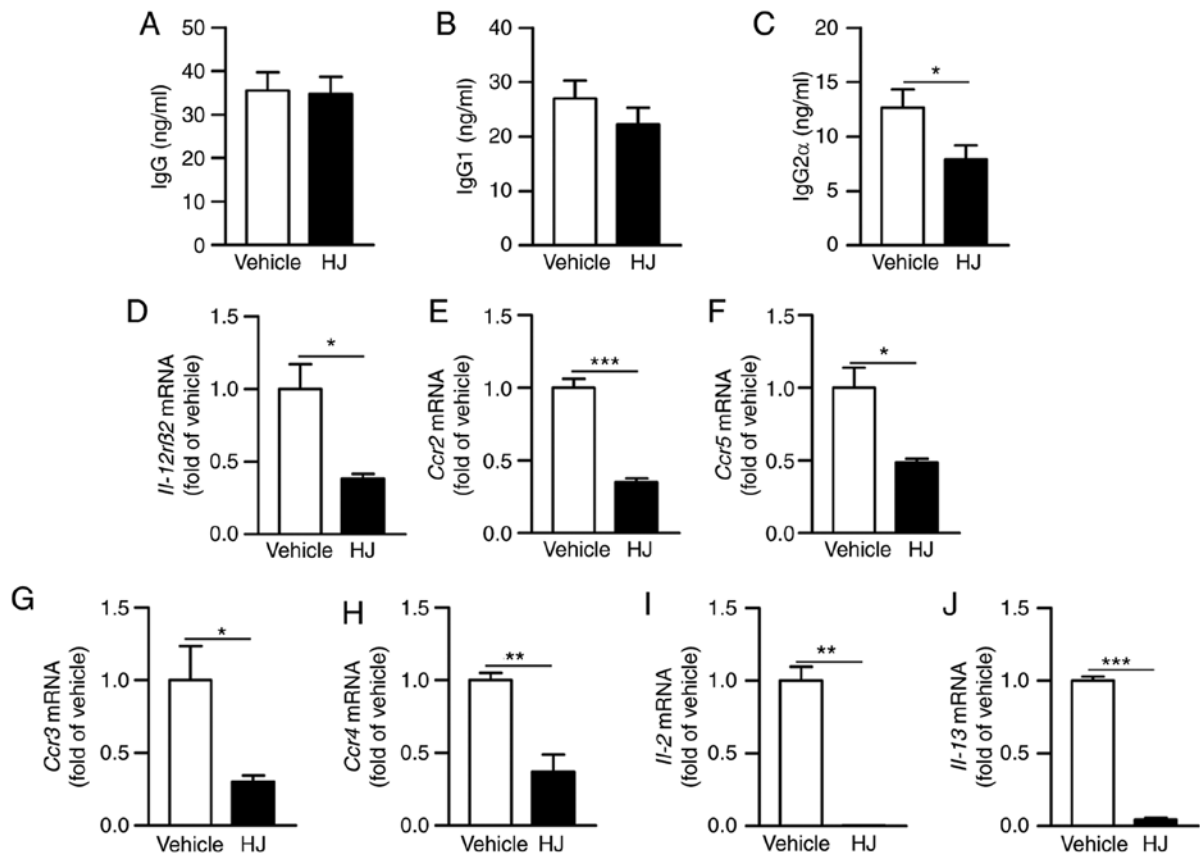 A
IgG (ng/ml)
50
40
30
20
10
0
Vehicle HJ
B
IgG1 (ng/ml)
40
30
20
10
0
Vehicle HJ
C
IgG2α (ng/ml)
20
15
10
5
0
*
Vehicle HJ
D
Il-12rβ2 mRNA
(fold of vehicle)
1.5
1.0
0.5
0.0
*
Vehicle HJ
E
Ccr2 mRNA
(fold of vehicle)
1.5
1.0
0.5
0.0
***
Vehicle HJ
F
Ccr5 mRNA
(fold of vehicle)
1.5
1.0
0.5
0.0
*
Vehicle HJ
G
Ccr3 mRNA
(fold of vehicle)
1.5
1.0
0.5
0.0
*
Vehicle HJ
H
Ccr4 mRNA
(fold of vehicle)
1.5
1.0
0.5
0.0
**
Vehicle HJ
I
Il-2 mRNA
(fold of vehicle)
1.5
1.0
0.5
0.0
**
Vehicle HJ
J
Il-13 mRNA
(fold of vehicle)
1.5
1.0
0.5
0.0
***
Vehicle HJ